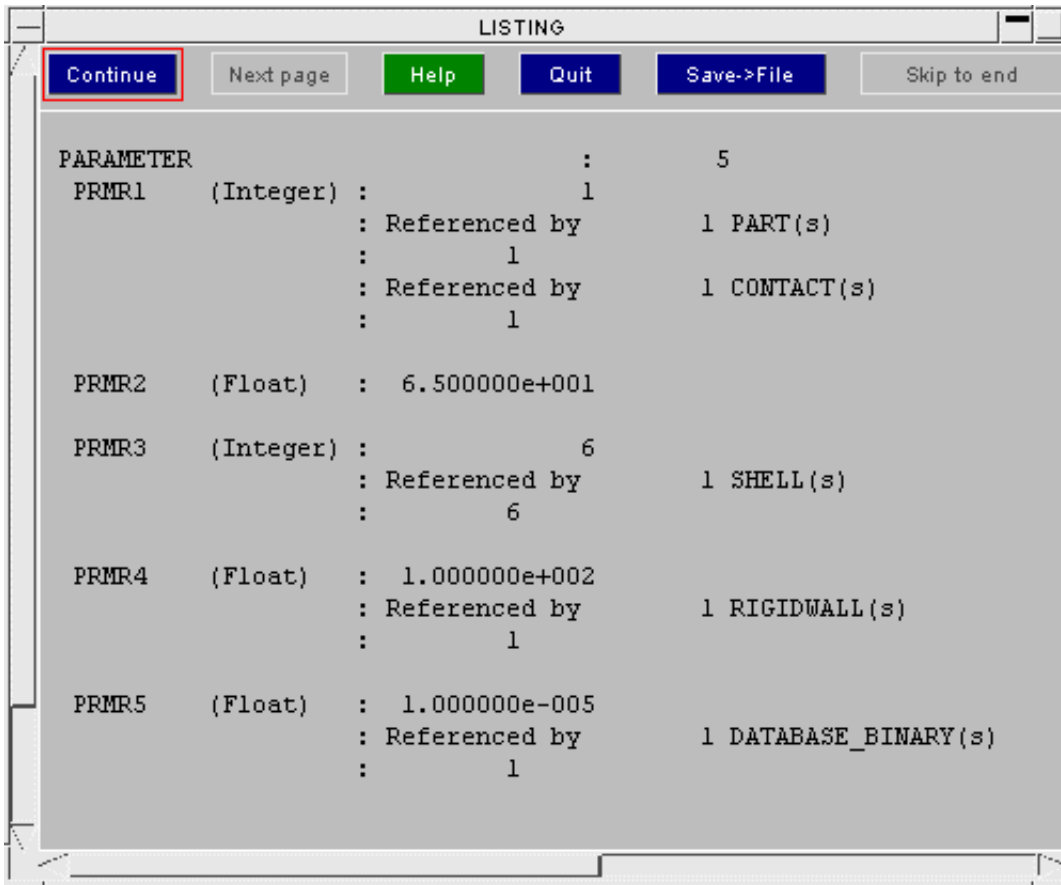 LISTING
Continue Next page Help Quit Save->File Skip to end
PARAMETER : 5
PRMR1 (Integer) : 1
: Referenced by 1 PART(s)
: 1
: Referenced by 1 CONTACT(s)
: 1
PRMR2 (Float) : 6.500000e+001
PRMR3 (Integer) : 6
: Referenced by 1 SHELL(s)
: 6
PRMR4 (Float) : 1.000000e+002
: Referenced by 1 RIGIDWALL(s)
: 1
PRMR5 (Float) : 1.000000e-005
: Referenced by 1 DATABASE_BINARY(s)
: 1